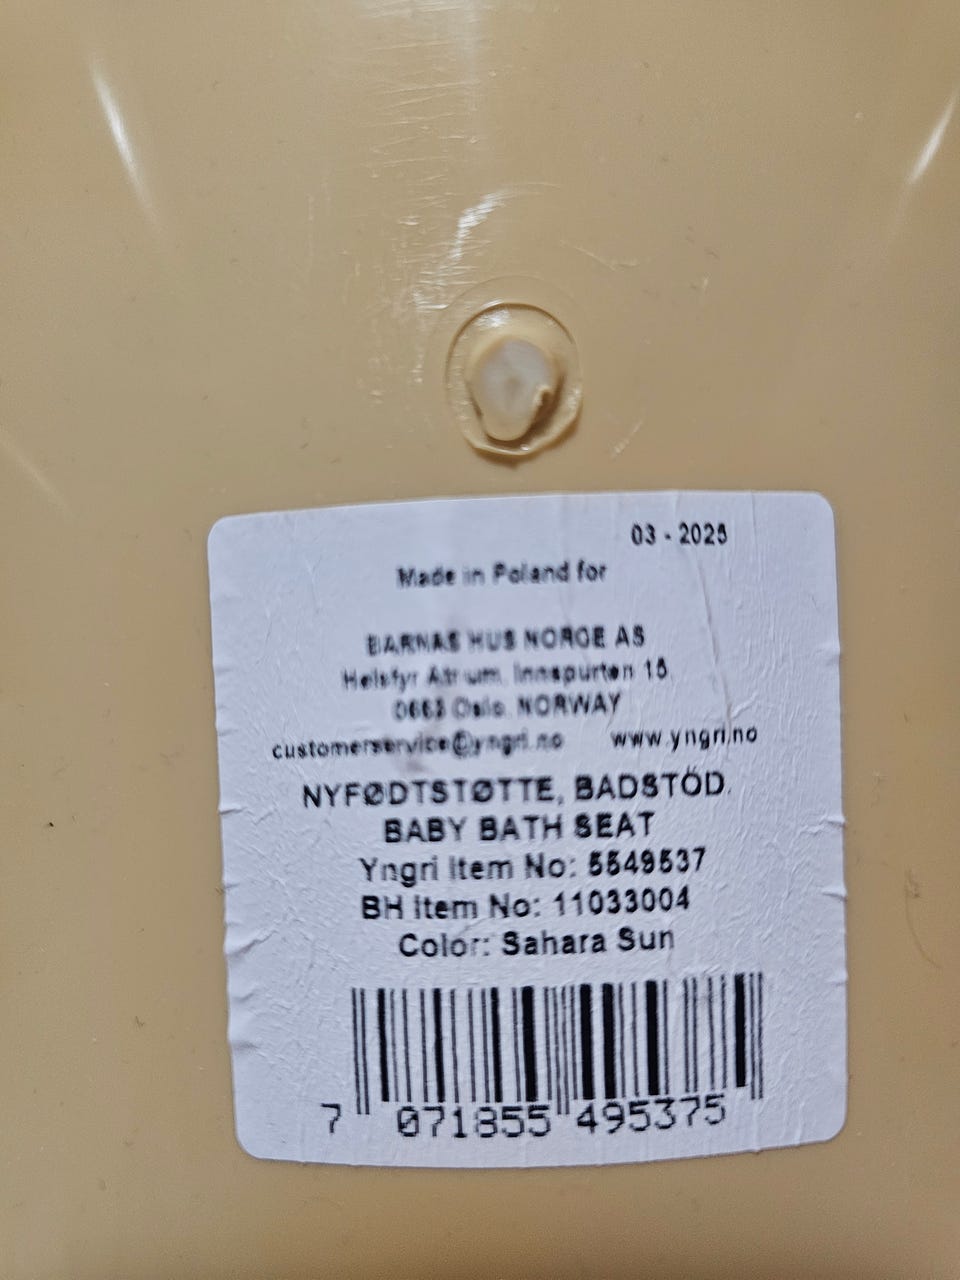 03 - 2025
Made in Poland for
BARNAS HUS NORGE AS
Helsfyr Atrium, Innspurten 15,
0663 Oslo, NORWAY
customerservice@yngri.no www.yngri.no
NYFØDTSTØTTE, BADSTÖD,
BABY BATH SEAT
Yngri Item No: 5549537
BH Item No: 11033004
Color: Sahara Sun
7 071855 495375